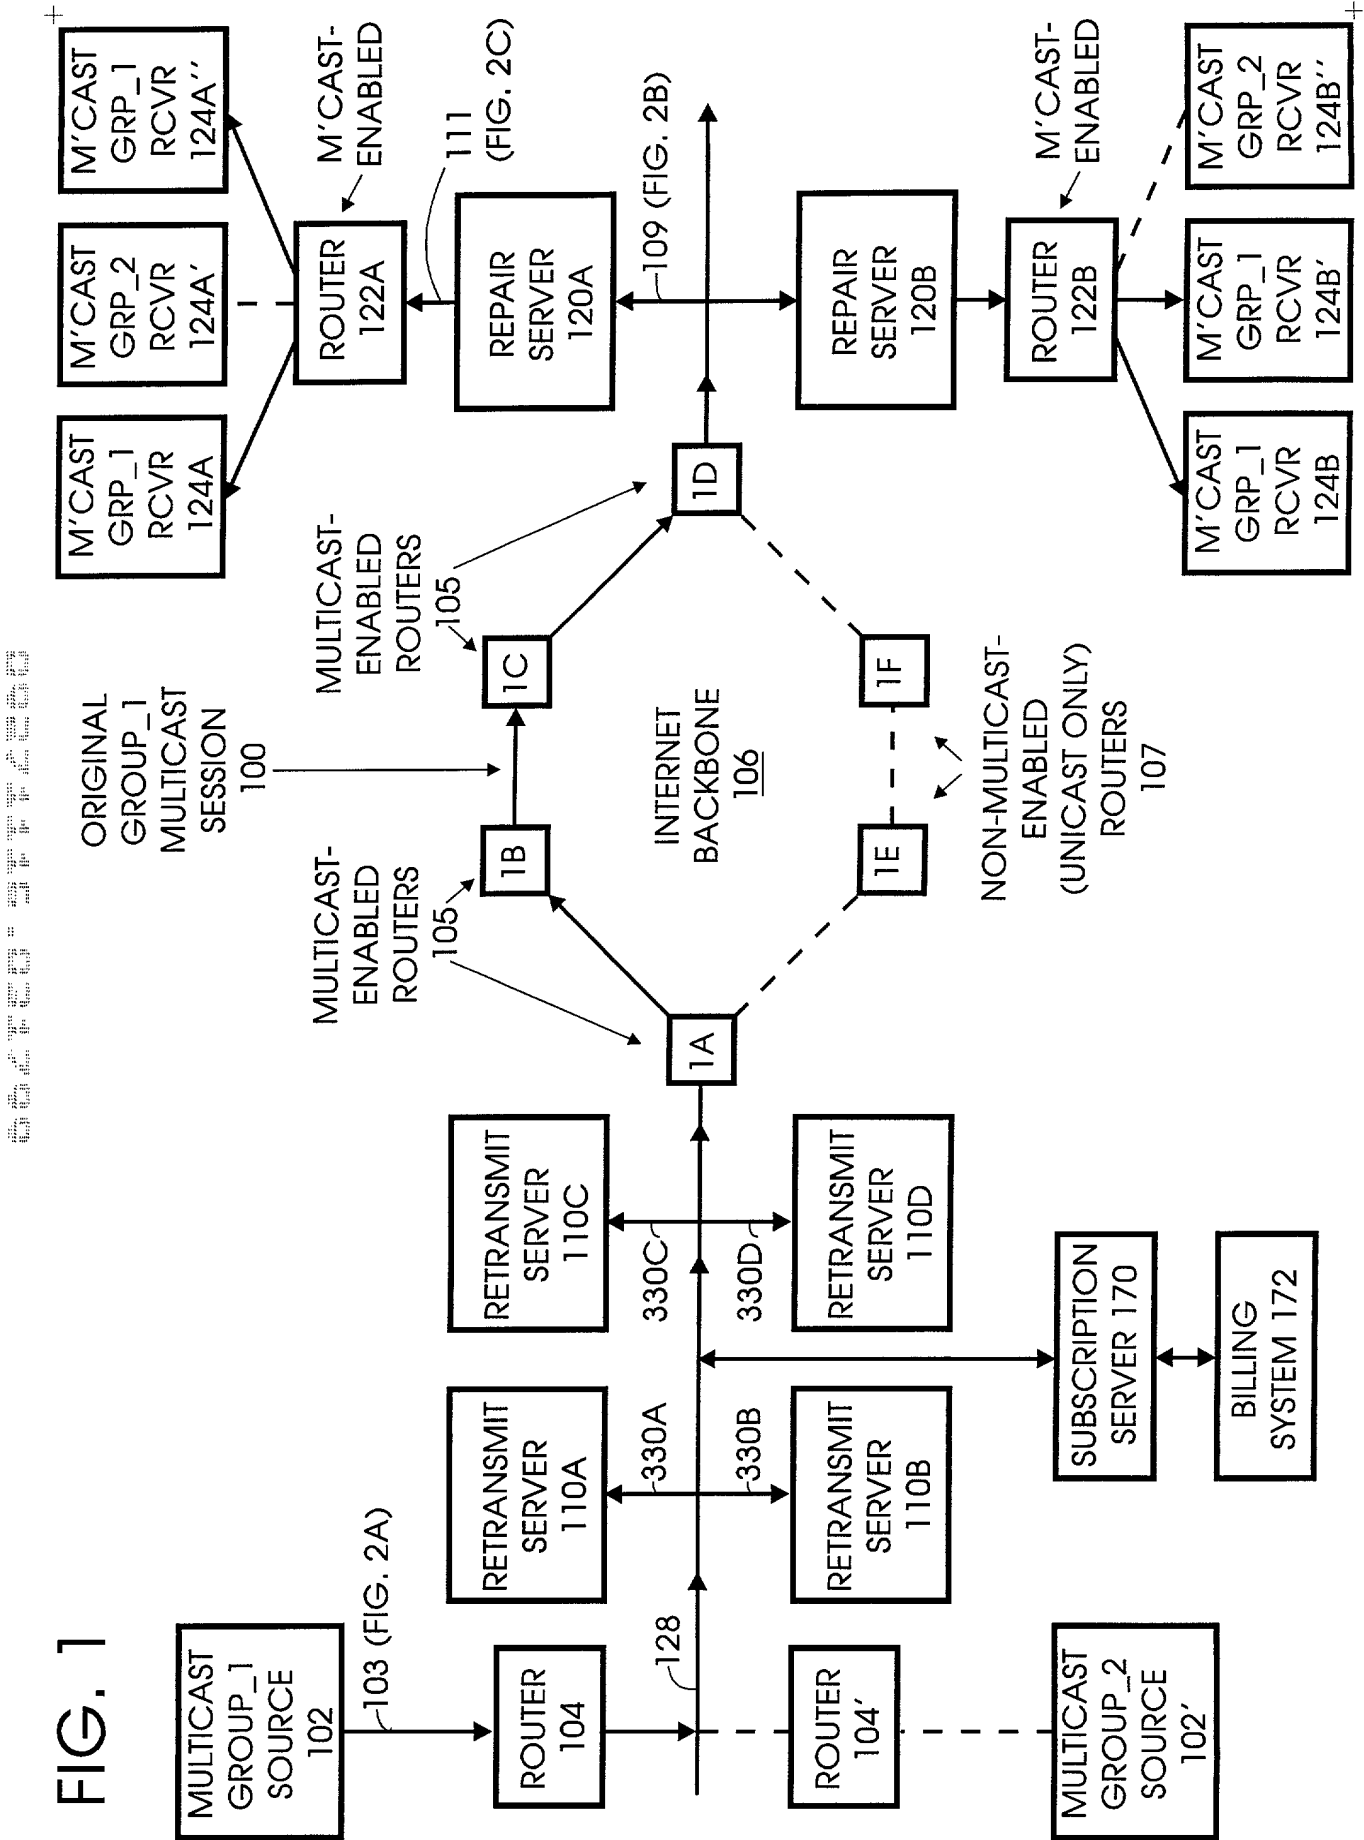 FIG. 1
MULTICAST
GROUP_1
SOURCE
102
103 (FIG. 2A)
ROUTER
104
128
ROUTER
104′
MULTICAST
GROUP_2
SOURCE
102′
RETRANSMIT
SERVER
110A
330A
330B
RETRANSMIT
SERVER
110B
RETRANSMIT
SERVER
110C
330C
330D
RETRANSMIT
SERVER
110D
SUBSCRIPTION
SERVER 170
BILLING
SYSTEM 172
ORIGINAL
GROUP_1
MULTICAST
SESSION
100
MULTICAST-
ENABLED
ROUTERS
105
MULTICAST-
ENABLED
ROUTERS
105
1A
1B
1C
1D
1E
1F
INTERNET
BACKBONE
106
NON-MULTICAST-
ENABLED
(UNICAST ONLY)
ROUTERS
107
M′CAST
GRP_1
RCVR
124A
M′CAST
GRP_2
RCVR
124A′
M′CAST
GRP_1
RCVR
124A′′
ROUTER
122A
M′CAST-
ENABLED
111
(FIG. 2C)
REPAIR
SERVER
120A
109 (FIG. 2B)
REPAIR
SERVER
120B
ROUTER
122B
M′CAST-
ENABLED
M′CAST
GRP_1
RCVR
124B
M′CAST
GRP_1
RCVR
124B′
M′CAST
GRP_2
RCVR
124B′′